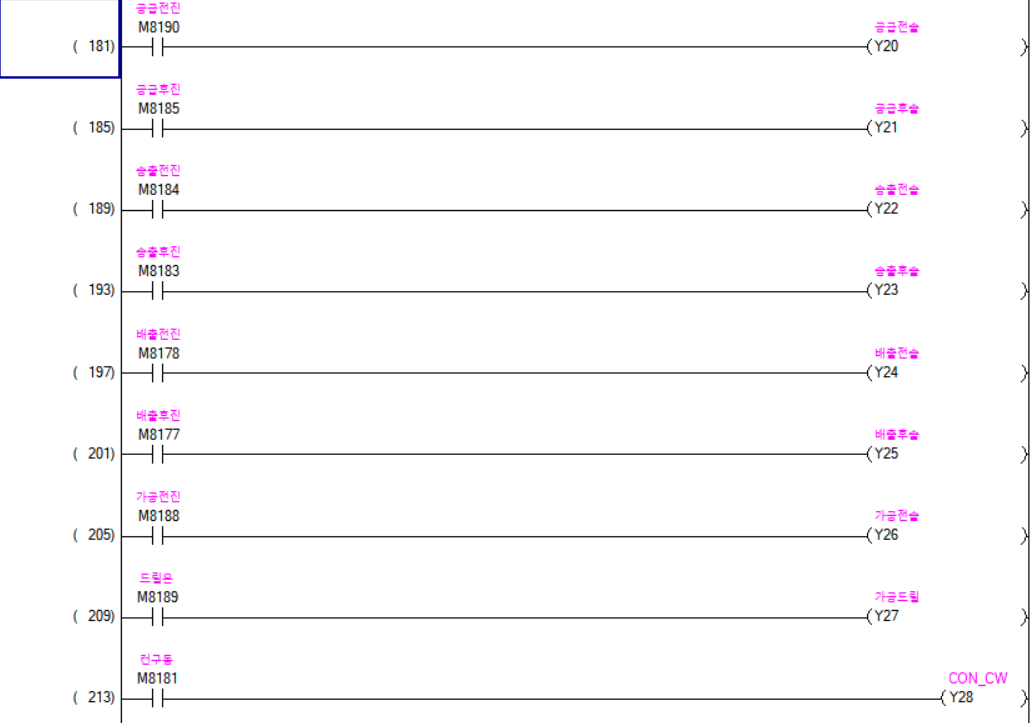 공급전진
M8190
공급전솔
( 181)
(Y20 )
공급후진
M8185
공급후솔
( 185)
(Y21 )
송출전진
M8184
송출전솔
( 189)
(Y22 )
송출후진
M8183
송출후솔
( 193)
(Y23 )
배출전진
M8178
배출전솔
( 197)
(Y24 )
배출후진
M8177
배출후솔
( 201)
(Y25 )
가공전진
M8188
가공전솔
( 205)
(Y26 )
드릴온
M8189
가공드릴
( 209)
(Y27 )
컨구동
M8181
CON_CW
( 213)
(Y28 )